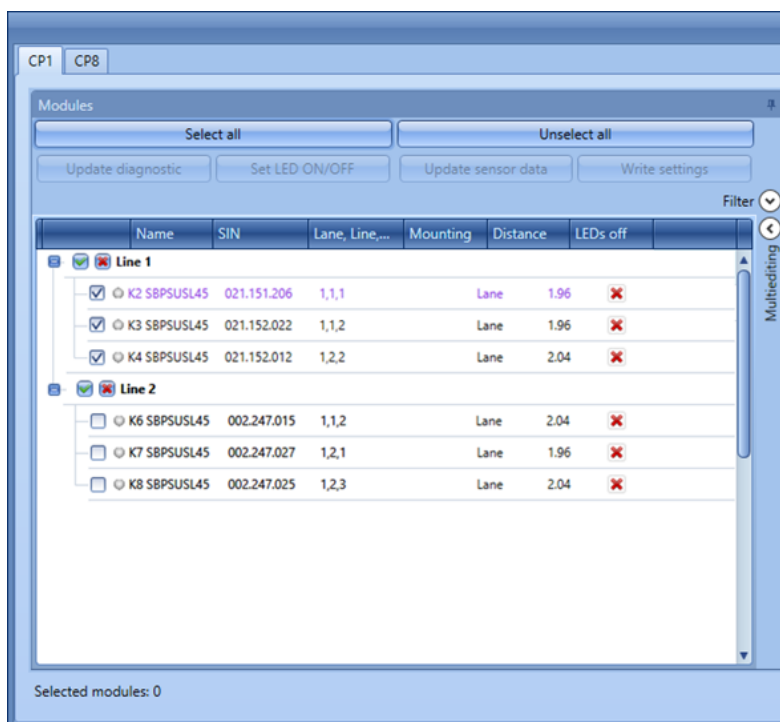 CP1 CP8
Modules
Select all Unselect all
Update diagnostic Set LED ON/OFF Update sensor data Write settings
Filter
Name SIN Lane, Line,... Mounting Distance LEDs off
Multiediting
Line 1
K2 SBPSUSL45 021.151.206 1,1,1 Lane 1.96
K3 SBPSUSL45 021.152.022 1,1,2 Lane 1.96
K4 SBPSUSL45 021.152.012 1,2,2 Lane 2.04
Line 2
K6 SBPSUSL45 002.247.015 1,1,2 Lane 2.04
K7 SBPSUSL45 002.247.027 1,2,1 Lane 1.96
K8 SBPSUSL45 002.247.025 1,2,3 Lane 2.04
Selected modules: 0